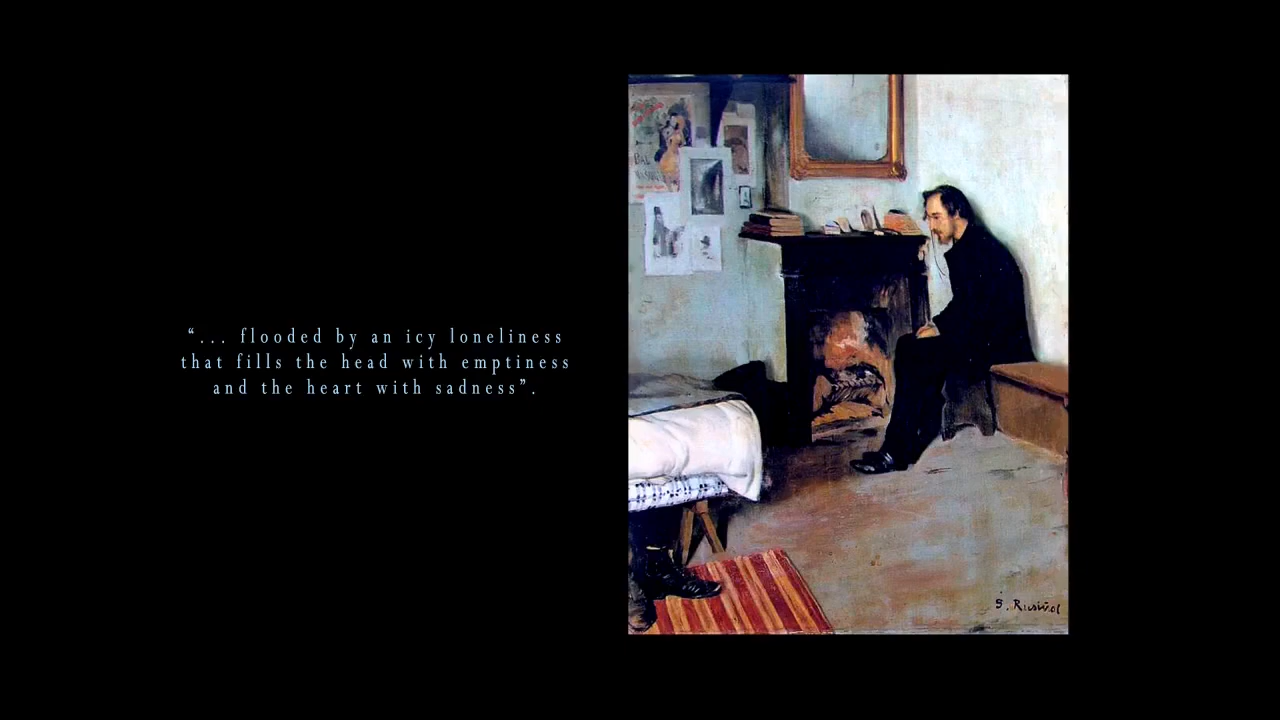 “... flooded by an icy loneliness
that fills the head with emptiness
and the heart with sadness”.
S. Rusiñol